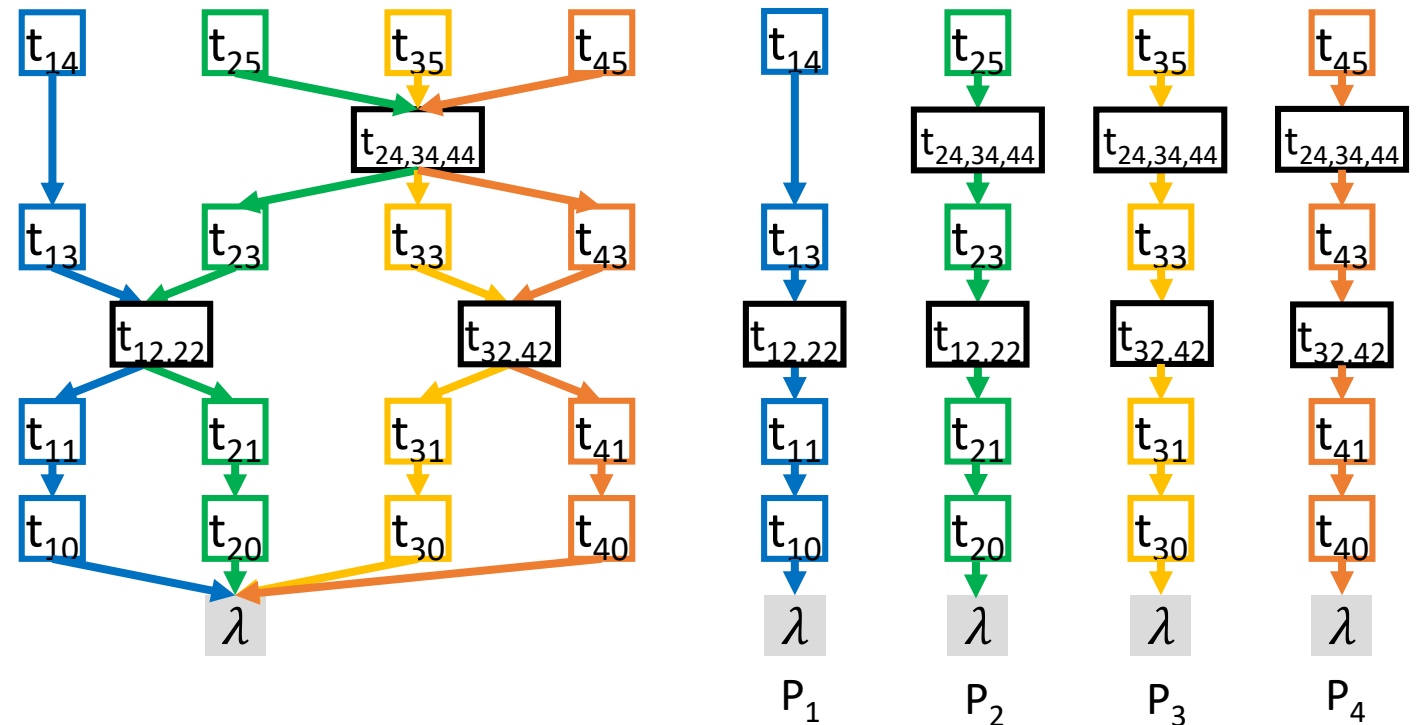 t14 t25 t35 t45 t14 t25 t35 t45
t24,34,44 t24,34,44 t24,34,44 t24,34,44
t13 t23 t33 t43 t13 t23 t33 t43
t12.22 t32.42 t12.22 t12.22 t32.42 t32.42
t11 t21 t31 t41 t11 t21 t31 t41
t10 t20 t30 t40 t10 t20 t30 t40
λ λ λ λ λ
P1 P2 P3 P4